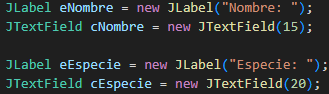 JLabel eNombre = new JLabel("Nombre: ");
JTextField cNombre = new JTextField(15);
JLabel eEspecie = new JLabel("Especie: ");
JTextField cEspecie = new JTextField(20);